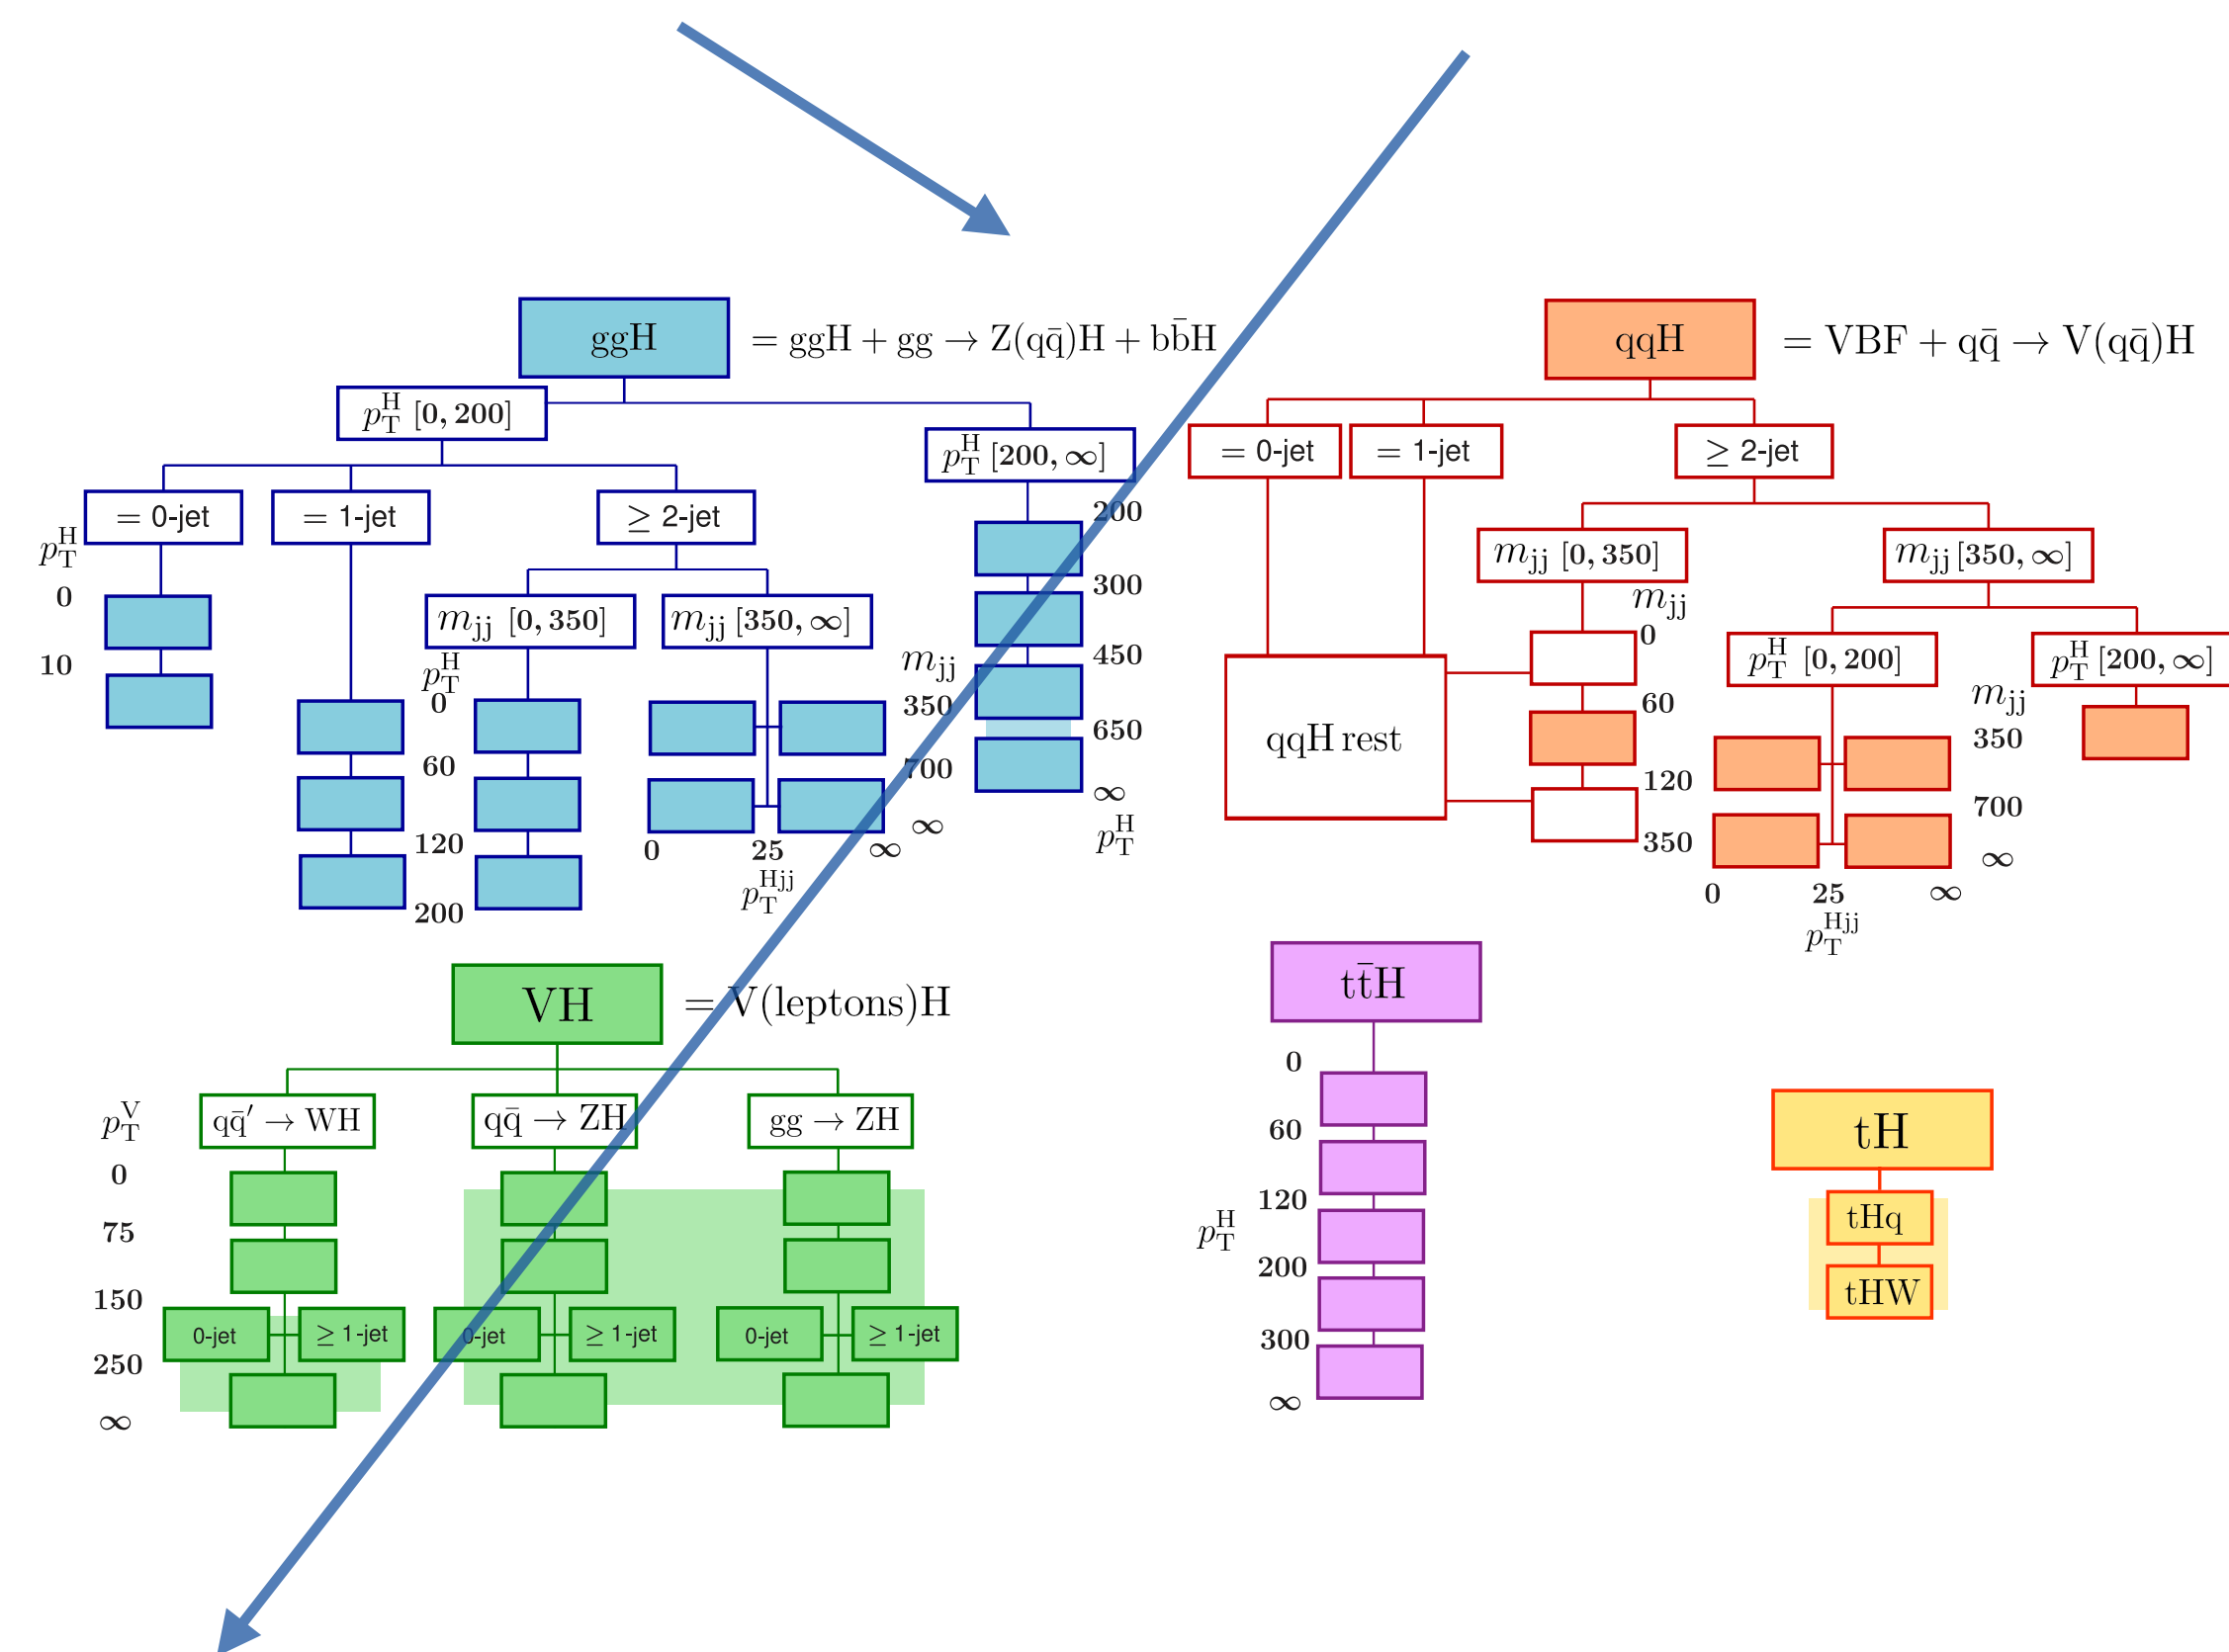 ggH = ggH + gg → Z(qq̄)H + bb̄H
p_T^H [0, 200]
p_T^H [200, ∞]
= 0-jet
= 1-jet
≥ 2-jet
p_T^H
0
10
m_jj [0, 350]
m_jj [350, ∞]
p_T^H
0
60
120
200
m_jj
350
700
∞
0 25 ∞
p_T^Hjj
200
300
450
650
∞
p_T^H
qqH = VBF + qq̄ → V(qq̄)H
= 0-jet
= 1-jet
≥ 2-jet
m_jj [0, 350]
m_jj [350, ∞]
qqH rest
m_jj
0
60
120
350
p_T^H [0, 200]
p_T^H [200, ∞]
m_jj
350
700
∞
0 25 ∞
p_T^Hjj
VH = V(leptons)H
qq̄′ → WH
qq̄ → ZH
gg → ZH
p_T^V
0
75
150
250
∞
0-jet
≥ 1-jet
0-jet
≥ 1-jet
0-jet
≥ 1-jet
tt̄H
p_T^H
0
60
120
200
300
∞
tH
tHq
tHW